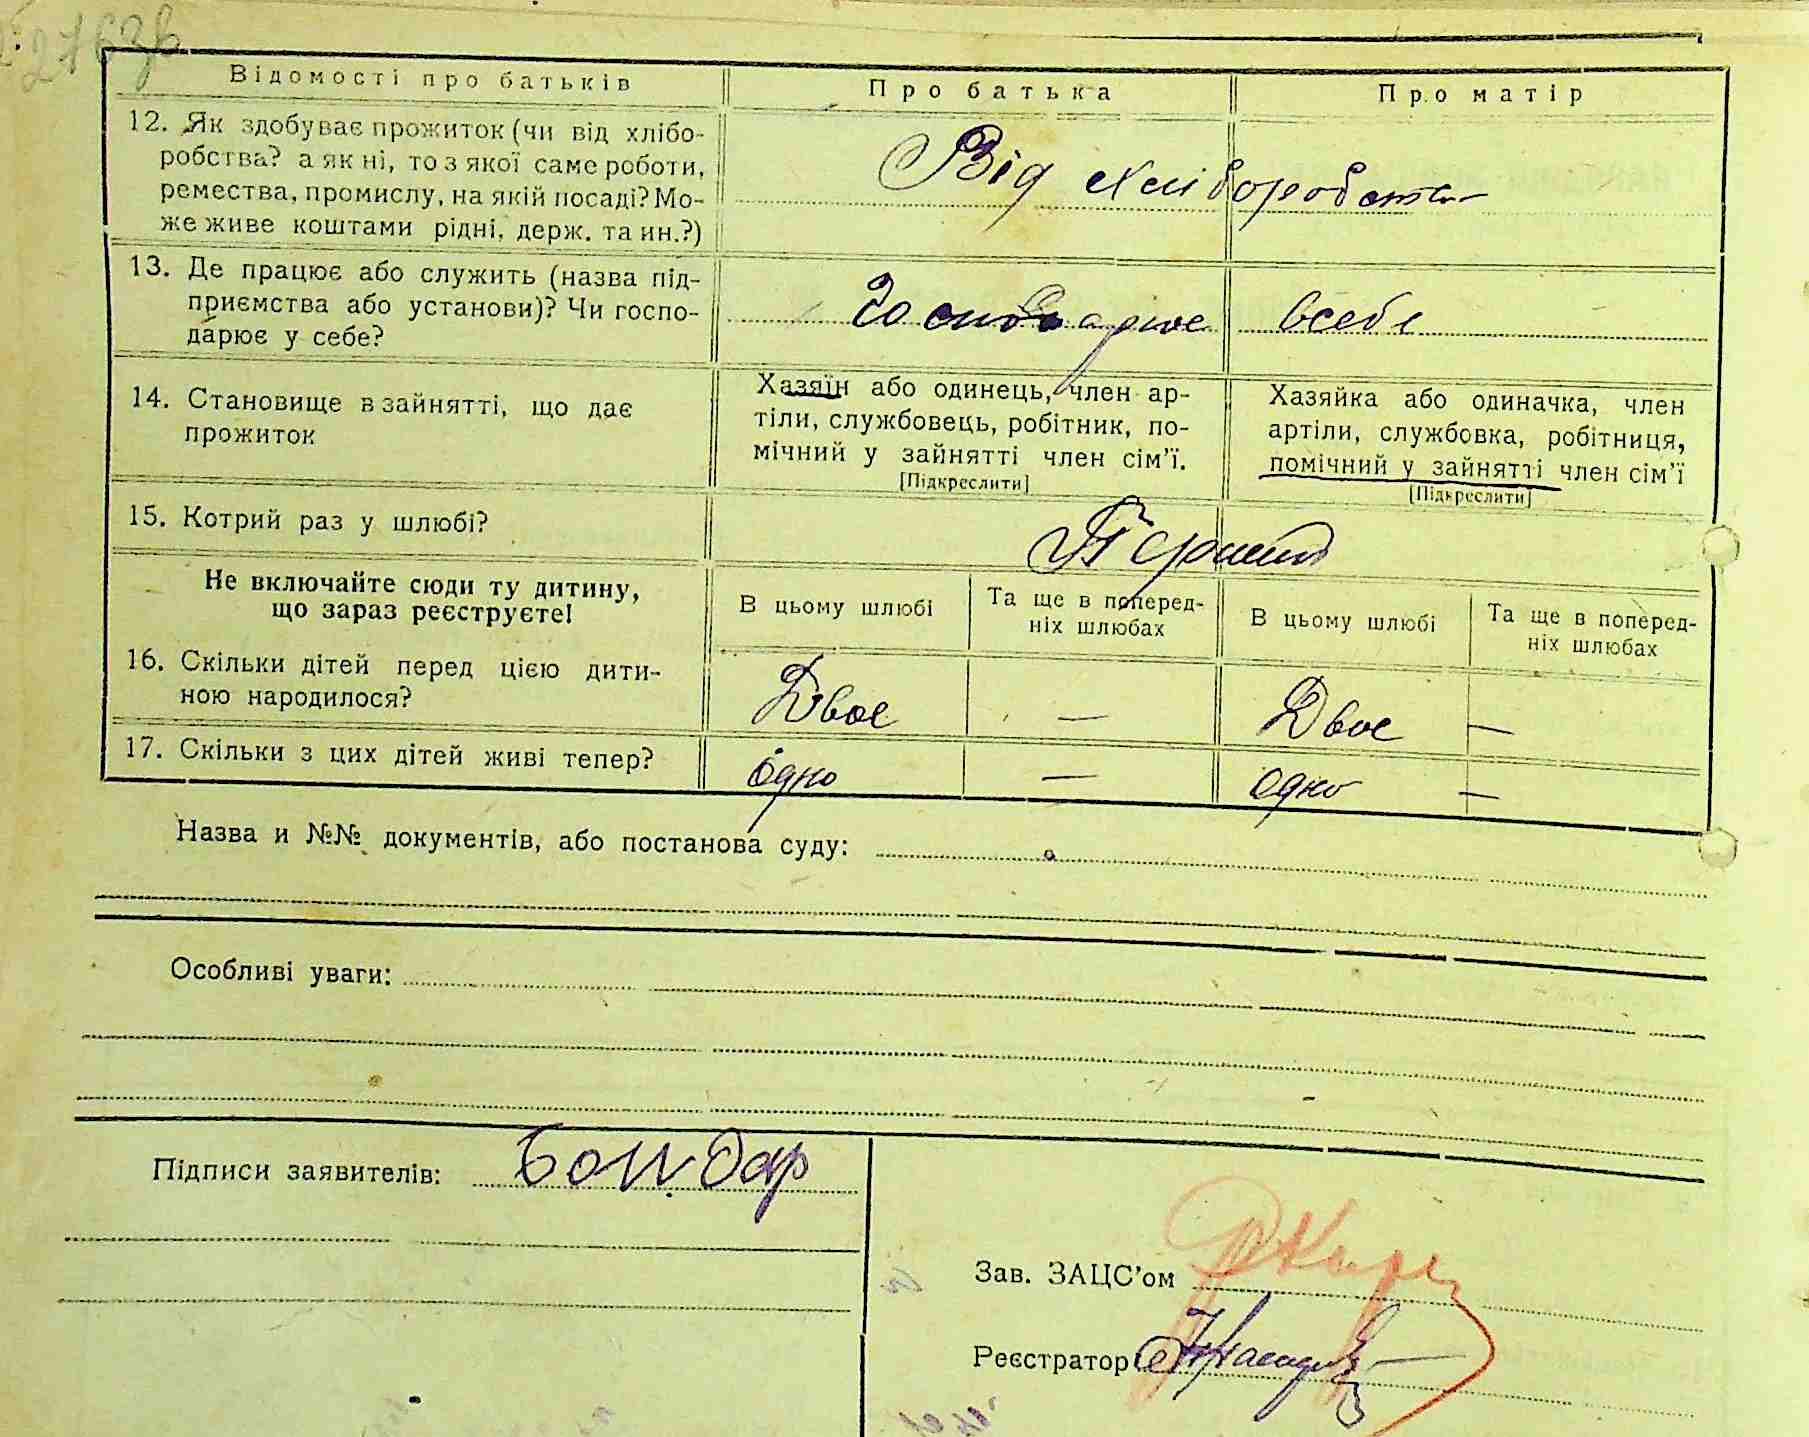 276зв
Відомості про батьків
Про батька
Про матір
12. Як здобуває прожиток (чи від хлібо-
робства? а як ні, то з якої саме роботи,
ремества, промислу, на якій посаді? Мо-
же живе коштами рідні, держ. та ин.?)
Від хліборобства
13. Де працює або служить (назва під-
приємства або установи)? Чи госпо-
дарює у себе?
Господарює
всебе
14. Становище в зайнятті, що дає
прожиток
Хазяїн або одинець, член ар-
тіли, службовець, робітник, по-
мічний у зайнятті член сім'ї.
[Підкреслити]
Хазяйка або одиначка, член
артіли, службовка, робітниця,
помічний у зайнятті член сім'ї
[Підкреслити]
15. Котрий раз у шлюбі?
Перший
Не включайте сюди ту дитину,
що зараз реєструєте!
В цьому шлюбі
Та ще в поперед-
ніх шлюбах
В цьому шлюбі
Та ще в поперед-
ніх шлюбах
16. Скільки дітей перед цією дити-
ною народилося?
Двоє
—
Двоє
—
17. Скільки з цих дітей живі тепер?
одно
—
одно
—
Назва и №№ документів, або постанова суду:
Особливі уваги:
Підписи заявителів: Бондар
Зав. ЗАЦС'ом
Реєстратор